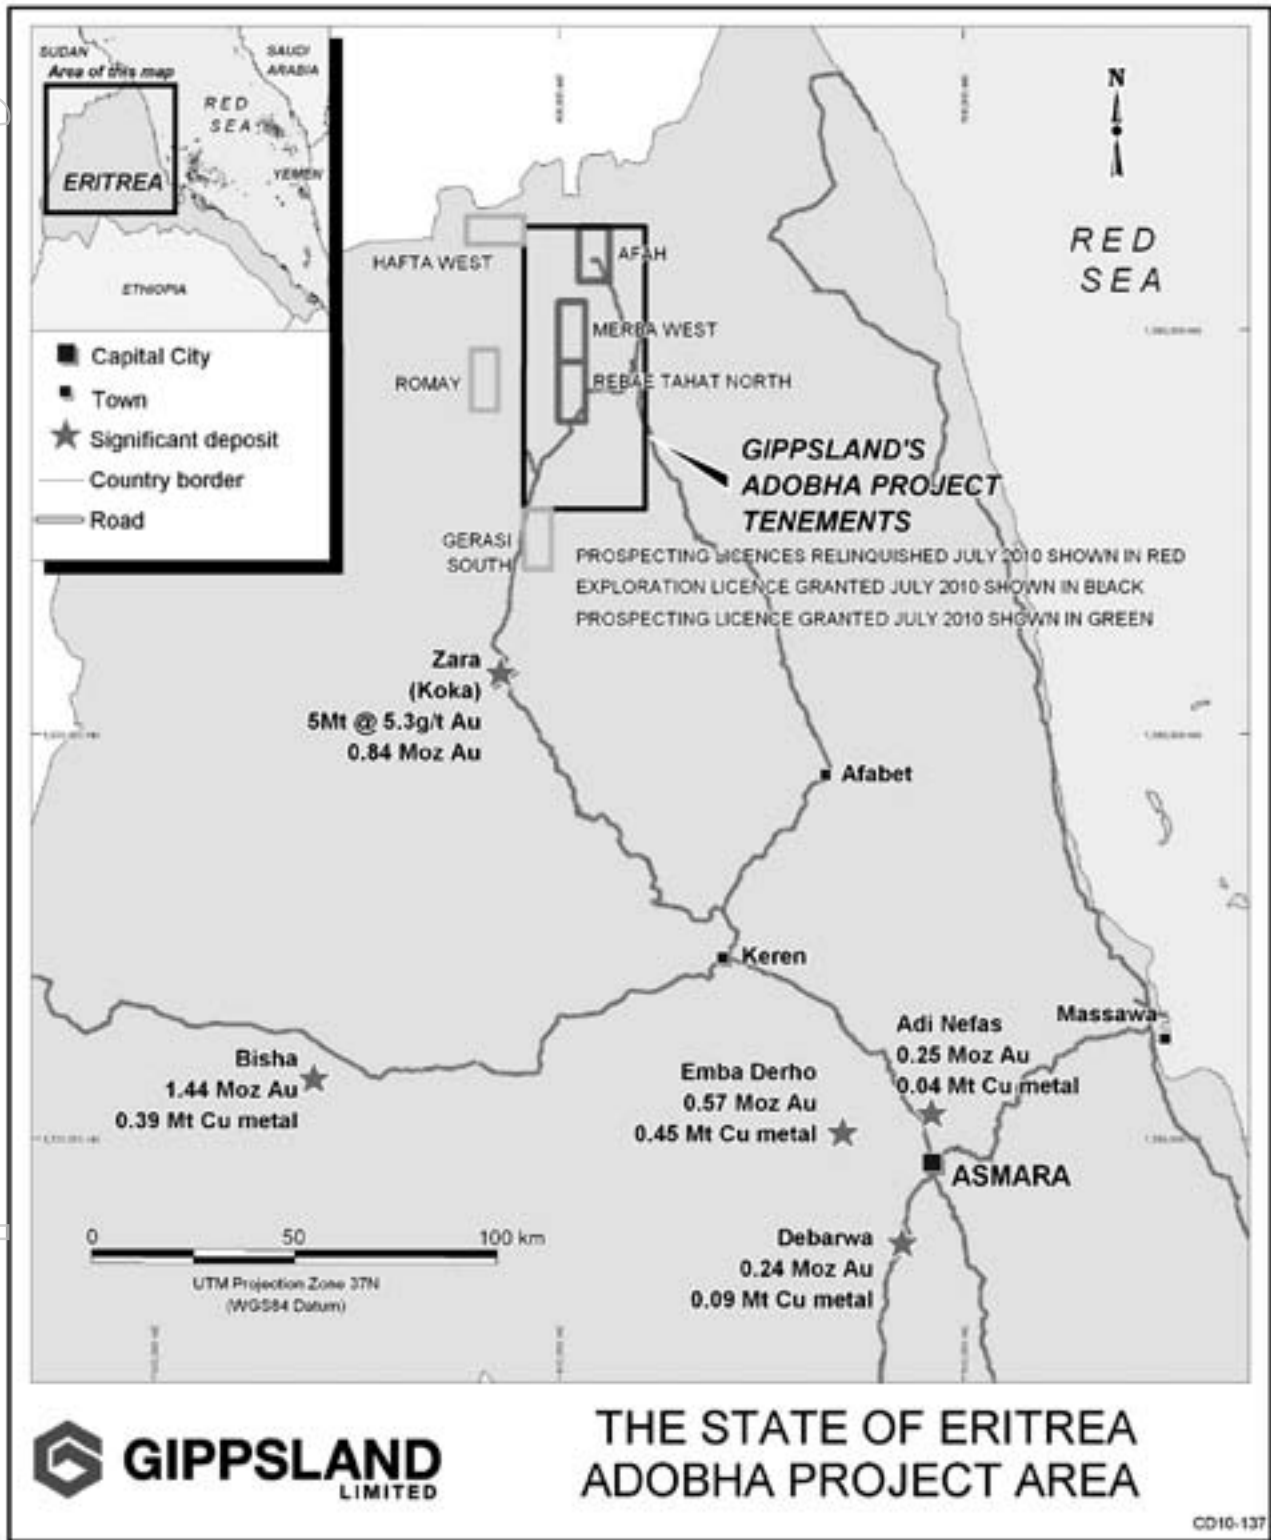 SUDAN
SAUDI
ARABIA
Area of this map
RED
SEA
YEMEN
ERITREA
ETHIOPIA
Capital City
Town
Significant deposit
Country border
Road
N
RED
SEA
HAFTA WEST
AFAH
MERBA WEST
ROMAY
REBAE TAHAT NORTH
GIPPSLAND'S
ADOBHA PROJECT
TENEMENTS
GERASI
SOUTH
PROSPECTING LICENCES RELINQUISHED JULY 2010 SHOWN IN RED
EXPLORATION LICENCE GRANTED JULY 2010 SHOWN IN BLACK
PROSPECTING LICENCE GRANTED JULY 2010 SHOWN IN GREEN
Zara
(Koka)
5Mt @ 5.3g/t Au
0.84 Moz Au
Afabet
Keren
Massawa
Adi Nefas
0.25 Moz Au
0.04 Mt Cu metal
Bisha
1.44 Moz Au
0.39 Mt Cu metal
Emba Derho
0.57 Moz Au
0.45 Mt Cu metal
ASMARA
Debarwa
0.24 Moz Au
0.09 Mt Cu metal
0 50 100 km
UTM Projection Zone 37N
(WGS84 Datum)
GIPPSLAND
LIMITED
THE STATE OF ERITREA
ADOBHA PROJECT AREA
CD10-137